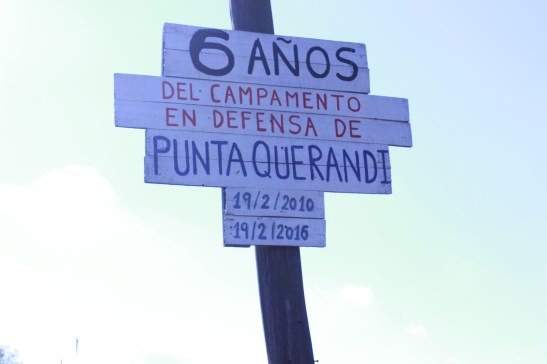 6 AÑOS
DEL CAMPAMENTO
EN DEFENSA DE
PUNTA QUERANDI
19/2/2010
19/2/2016